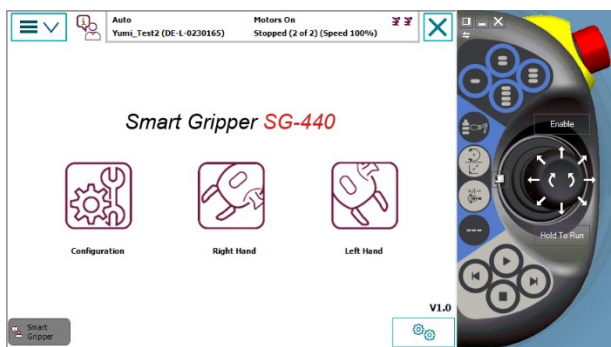 Auto
Yumi_Test2 (DE-L-0230165)
Motors On
Stopped (2 of 2) (Speed 100%)
Smart Gripper SG-440
Enable
Hold To Run
Configuration
Right Hand
Left Hand
V1.0
Smart
Gripper